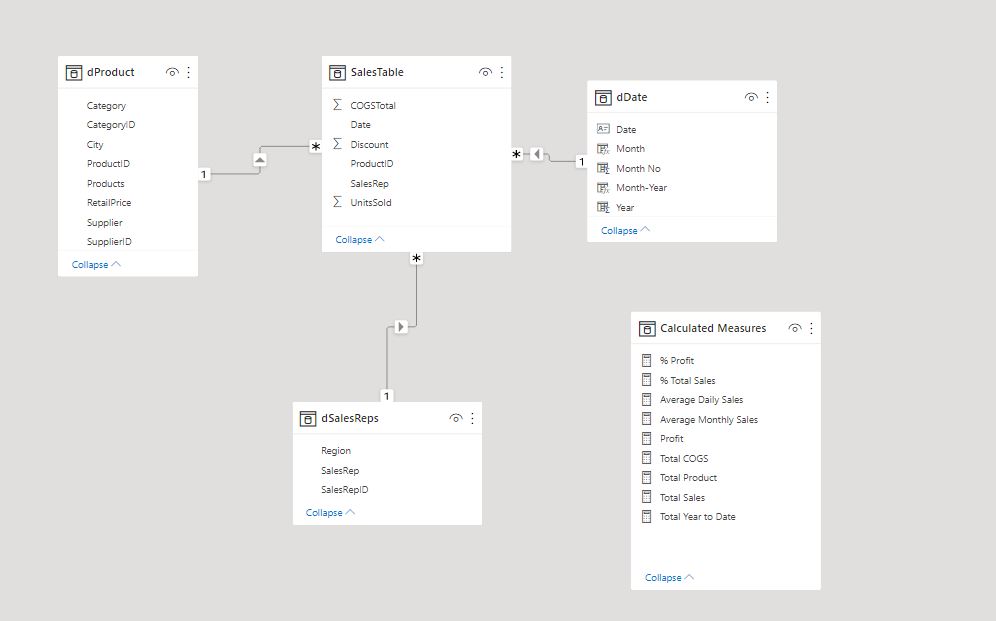 dProduct
Category
CategoryID
City
ProductID
Products
RetailPrice
Supplier
SupplierID
Collapse
1
*
SalesTable
COGSTotal
Date
Discount
ProductID
SalesRep
UnitsSold
Collapse
*
1
dDate
Date
Month
Month No
Month-Year
Year
Collapse
*
1
dSalesReps
Region
SalesRep
SalesRepID
Collapse
Calculated Measures
% Profit
% Total Sales
Average Daily Sales
Average Monthly Sales
Profit
Total COGS
Total Product
Total Sales
Total Year to Date
Collapse